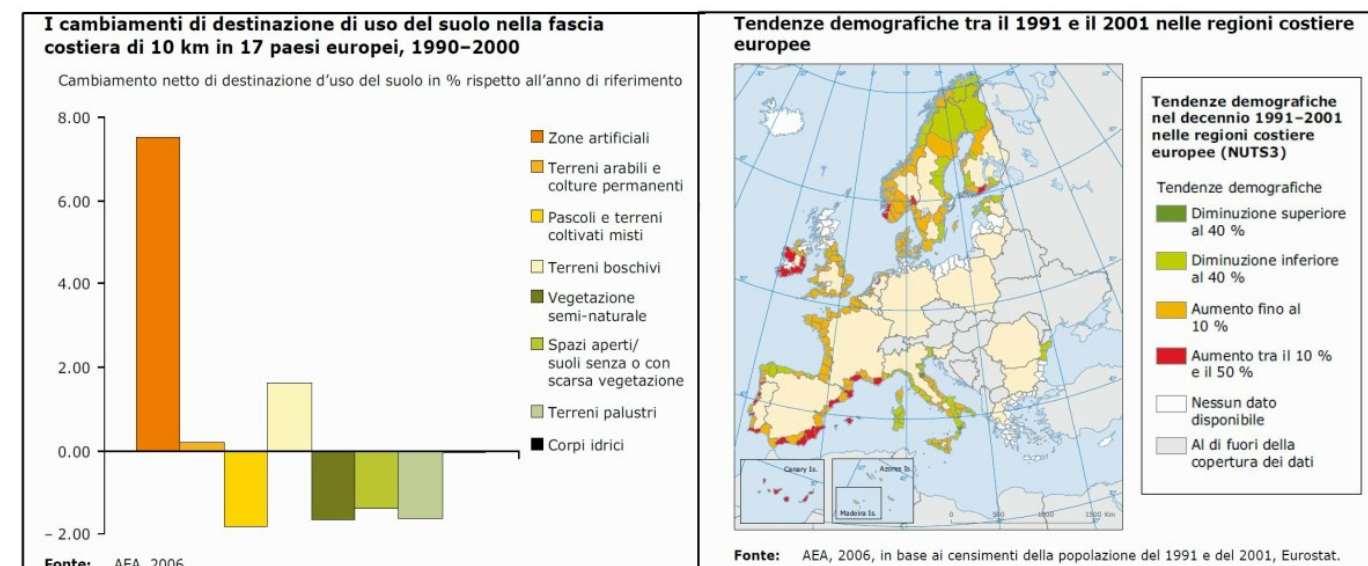 I cambiamenti di destinazione di uso del suolo nella fascia
costiera di 10 km in 17 paesi europei, 1990–2000
Cambiamento netto di destinazione d'uso del suolo in % rispetto all'anno di riferimento
8.00
6.00
4.00
2.00
0.00
– 2.00
Zone artificiali
Terreni arabili e
colture permanenti
Pascoli e terreni
coltivati misti
Terreni boschivi
Vegetazione
semi-naturale
Spazi aperti/
suoli senza o con
scarsa vegetazione
Terreni palustri
Corpi idrici
Fonte: AEA, 2006
Tendenze demografiche tra il 1991 e il 2001 nelle regioni costiere
europee
Canary Is.
Azores Is.
Madeira Is.
0 500 1000 1500 Km
Tendenze demografiche
nel decennio 1991–2001
nelle regioni costiere
europee (NUTS3)
Tendenze demografiche
Diminuzione superiore
al 40 %
Diminuzione inferiore
al 40 %
Aumento fino al
10 %
Aumento tra il 10 %
e il 50 %
Nessun dato
disponibile
Al di fuori della
copertura dei dati
Fonte: AEA, 2006, in base ai censimenti della popolazione del 1991 e del 2001, Eurostat.